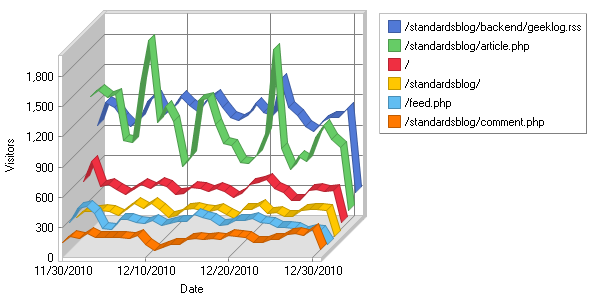 /standardsblog/backend/geeklog.rss
/standardsblog/article.php
/
/standardsblog/
/feed.php
/standardsblog/comment.php
1,800
1,500
1,200
900
600
300
0
Visitors
11/30/2010 12/10/2010 12/20/2010 12/30/2010
Date